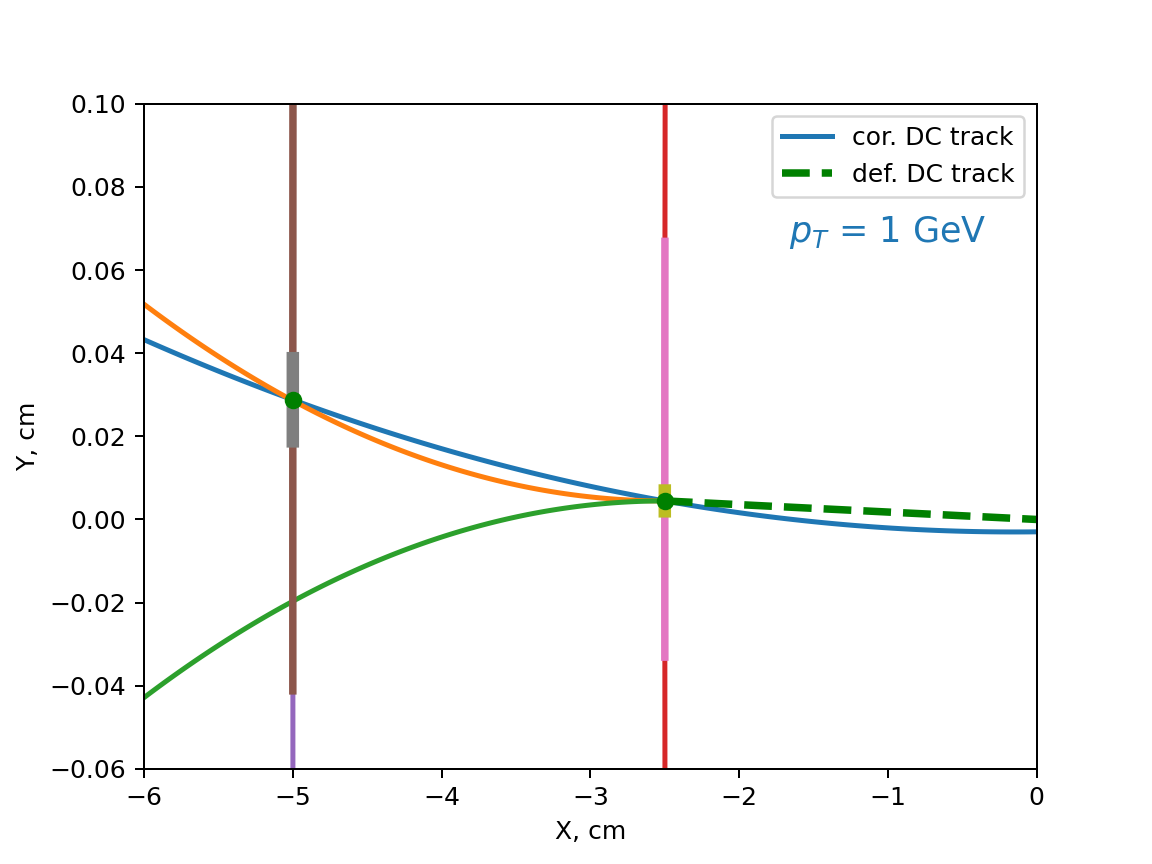 0.10
0.08
0.06
0.04
0.02
0.00
−0.02
−0.04
−0.06
Y, cm
cor. DC track
def. DC track
p_T = 1 GeV
−6 −5 −4 −3 −2 −1 0
X, cm